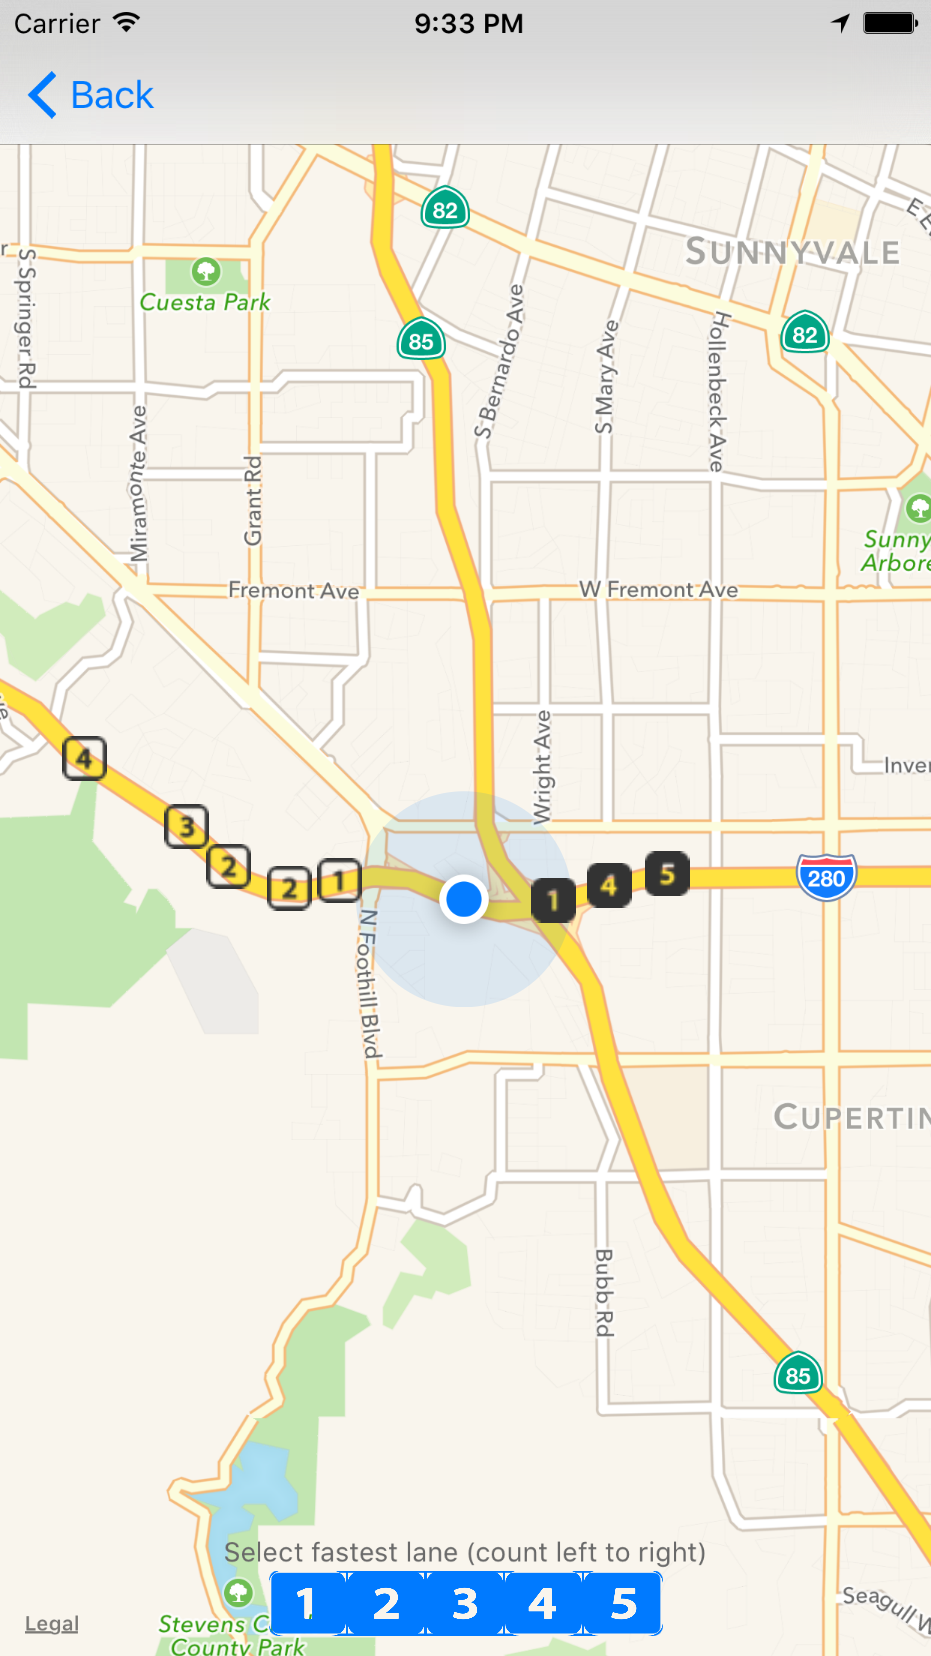 Carrier 9:33 PM
Back
82
E E
SUNNYVALE
r
S Springer Rd
Cuesta Park
85
S Bernardo Ave
S Mary Ave
Hollenbeck Ave
82
Miramonte Ave
Grant Rd
Sunny
Arbore
Fremont Ave
W Fremont Ave
Wright Ave
Inver
4
3
2
2
1
1
4
5
280
N Foothill Blvd
CUPERTIN
Bubb Rd
85
Select fastest lane (count left to right)
1 2 3 4 5
Seagull W
Legal
Stevens C
County Park